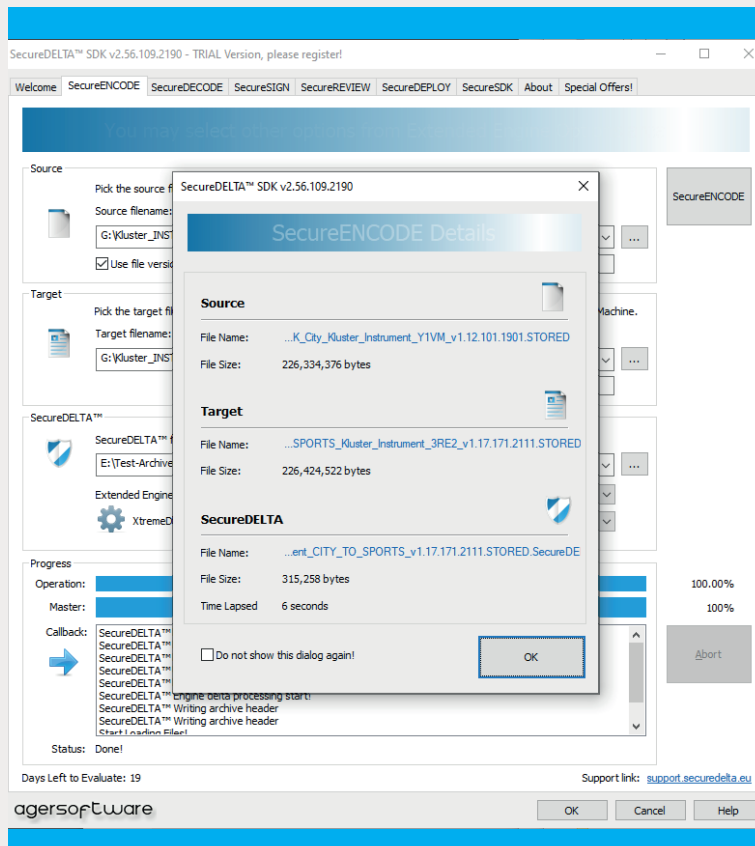 SecureDELTA™ SDK v2.56.109.2190 - TRIAL Version, please register!
Welcome SecureENCODE SecureDECODE SecureSIGN SecureREVIEW SecureDEPLOY SecureSDK About Special Offers!
You may select other options from
Source
Pick the source
Source filename:
G:\Kluster_INST
...
Use file versio
SecureENCODE
Target
Pick the target
Machine.
Target filename:
G:\Kluster_INST
...
SecureDELTA™
SecureDELTA™
E:\Test-Archive
...
Extended Engine
XtremeD
SecureDELTA™ SDK v2.56.109.2190
SecureENCODE Details
Source
File Name: ...K_City_Kluster_Instrument_Y1VM_v1.12.101.1901.STORED
File Size: 226,334,376 bytes
Target
File Name: ...SPORTS_Kluster_Instrument_3RE2_v1.17.171.2111.STORED
File Size: 226,424,522 bytes
SecureDELTA
File Name: ...ent_CITY_TO_SPORTS_v1.17.171.2111.STORED.SecureDE
File Size: 315,258 bytes
Time Lapsed 6 seconds
Do not show this dialog again!
OK
Progress
Operation: 100.00%
Master: 100%
Callback:
SecureDELTA™
SecureDELTA™
SecureDELTA™
SecureDELTA™
SecureDELTA™
SecureDELTA™ Engine delta processing start!
SecureDELTA™ Writing archive header
SecureDELTA™ Writing archive header
Start Loading Files!
Abort
Status: Done!
Days Left to Evaluate: 19
Support link: support.securedelta.eu
agersoftware
OK Cancel Help